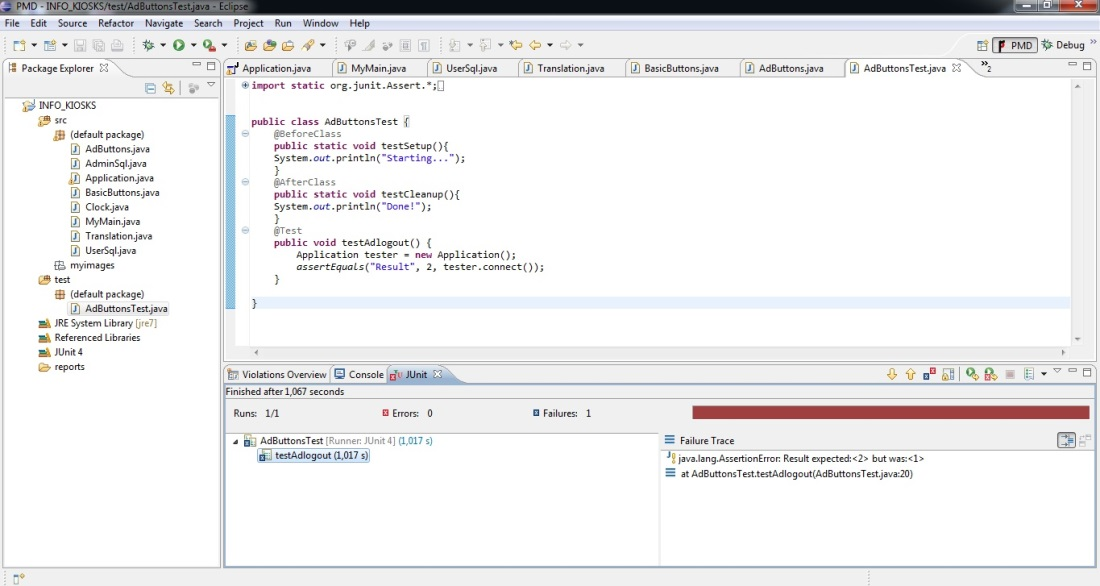 PMD - INFO_KIOSKS/test/AdButtonsTest.java - Eclipse
File Edit Source Refactor Navigate Search Project Run Window Help
PMD Debug
Package Explorer
INFO_KIOSKS
src
(default package)
AdButtons.java
AdminSql.java
Application.java
BasicButtons.java
Clock.java
MyMain.java
Translation.java
UserSql.java
myimages
test
(default package)
AdButtonsTest.java
JRE System Library [jre7]
Referenced Libraries
JUnit 4
reports
Application.java MyMain.java UserSql.java Translation.java BasicButtons.java AdButtons.java AdButtonsTest.java »2
import static org.junit.Assert.*;
public class AdButtonsTest {
@BeforeClass
public static void testSetup(){
System.out.println("Starting...");
}
@AfterClass
public static void testCleanup(){
System.out.println("Done!");
}
@Test
public void testAdlogout() {
Application tester = new Application();
assertEquals("Result", 2, tester.connect());
}
}
Violations Overview Console JUnit
Finished after 1,067 seconds
Runs: 1/1 Errors: 0 Failures: 1
AdButtonsTest [Runner: JUnit 4] (1,017 s)
testAdlogout (1,017 s)
Failure Trace
java.lang.AssertionError: Result expected:<2> but was:<1>
at AdButtonsTest.testAdlogout(AdButtonsTest.java:20)